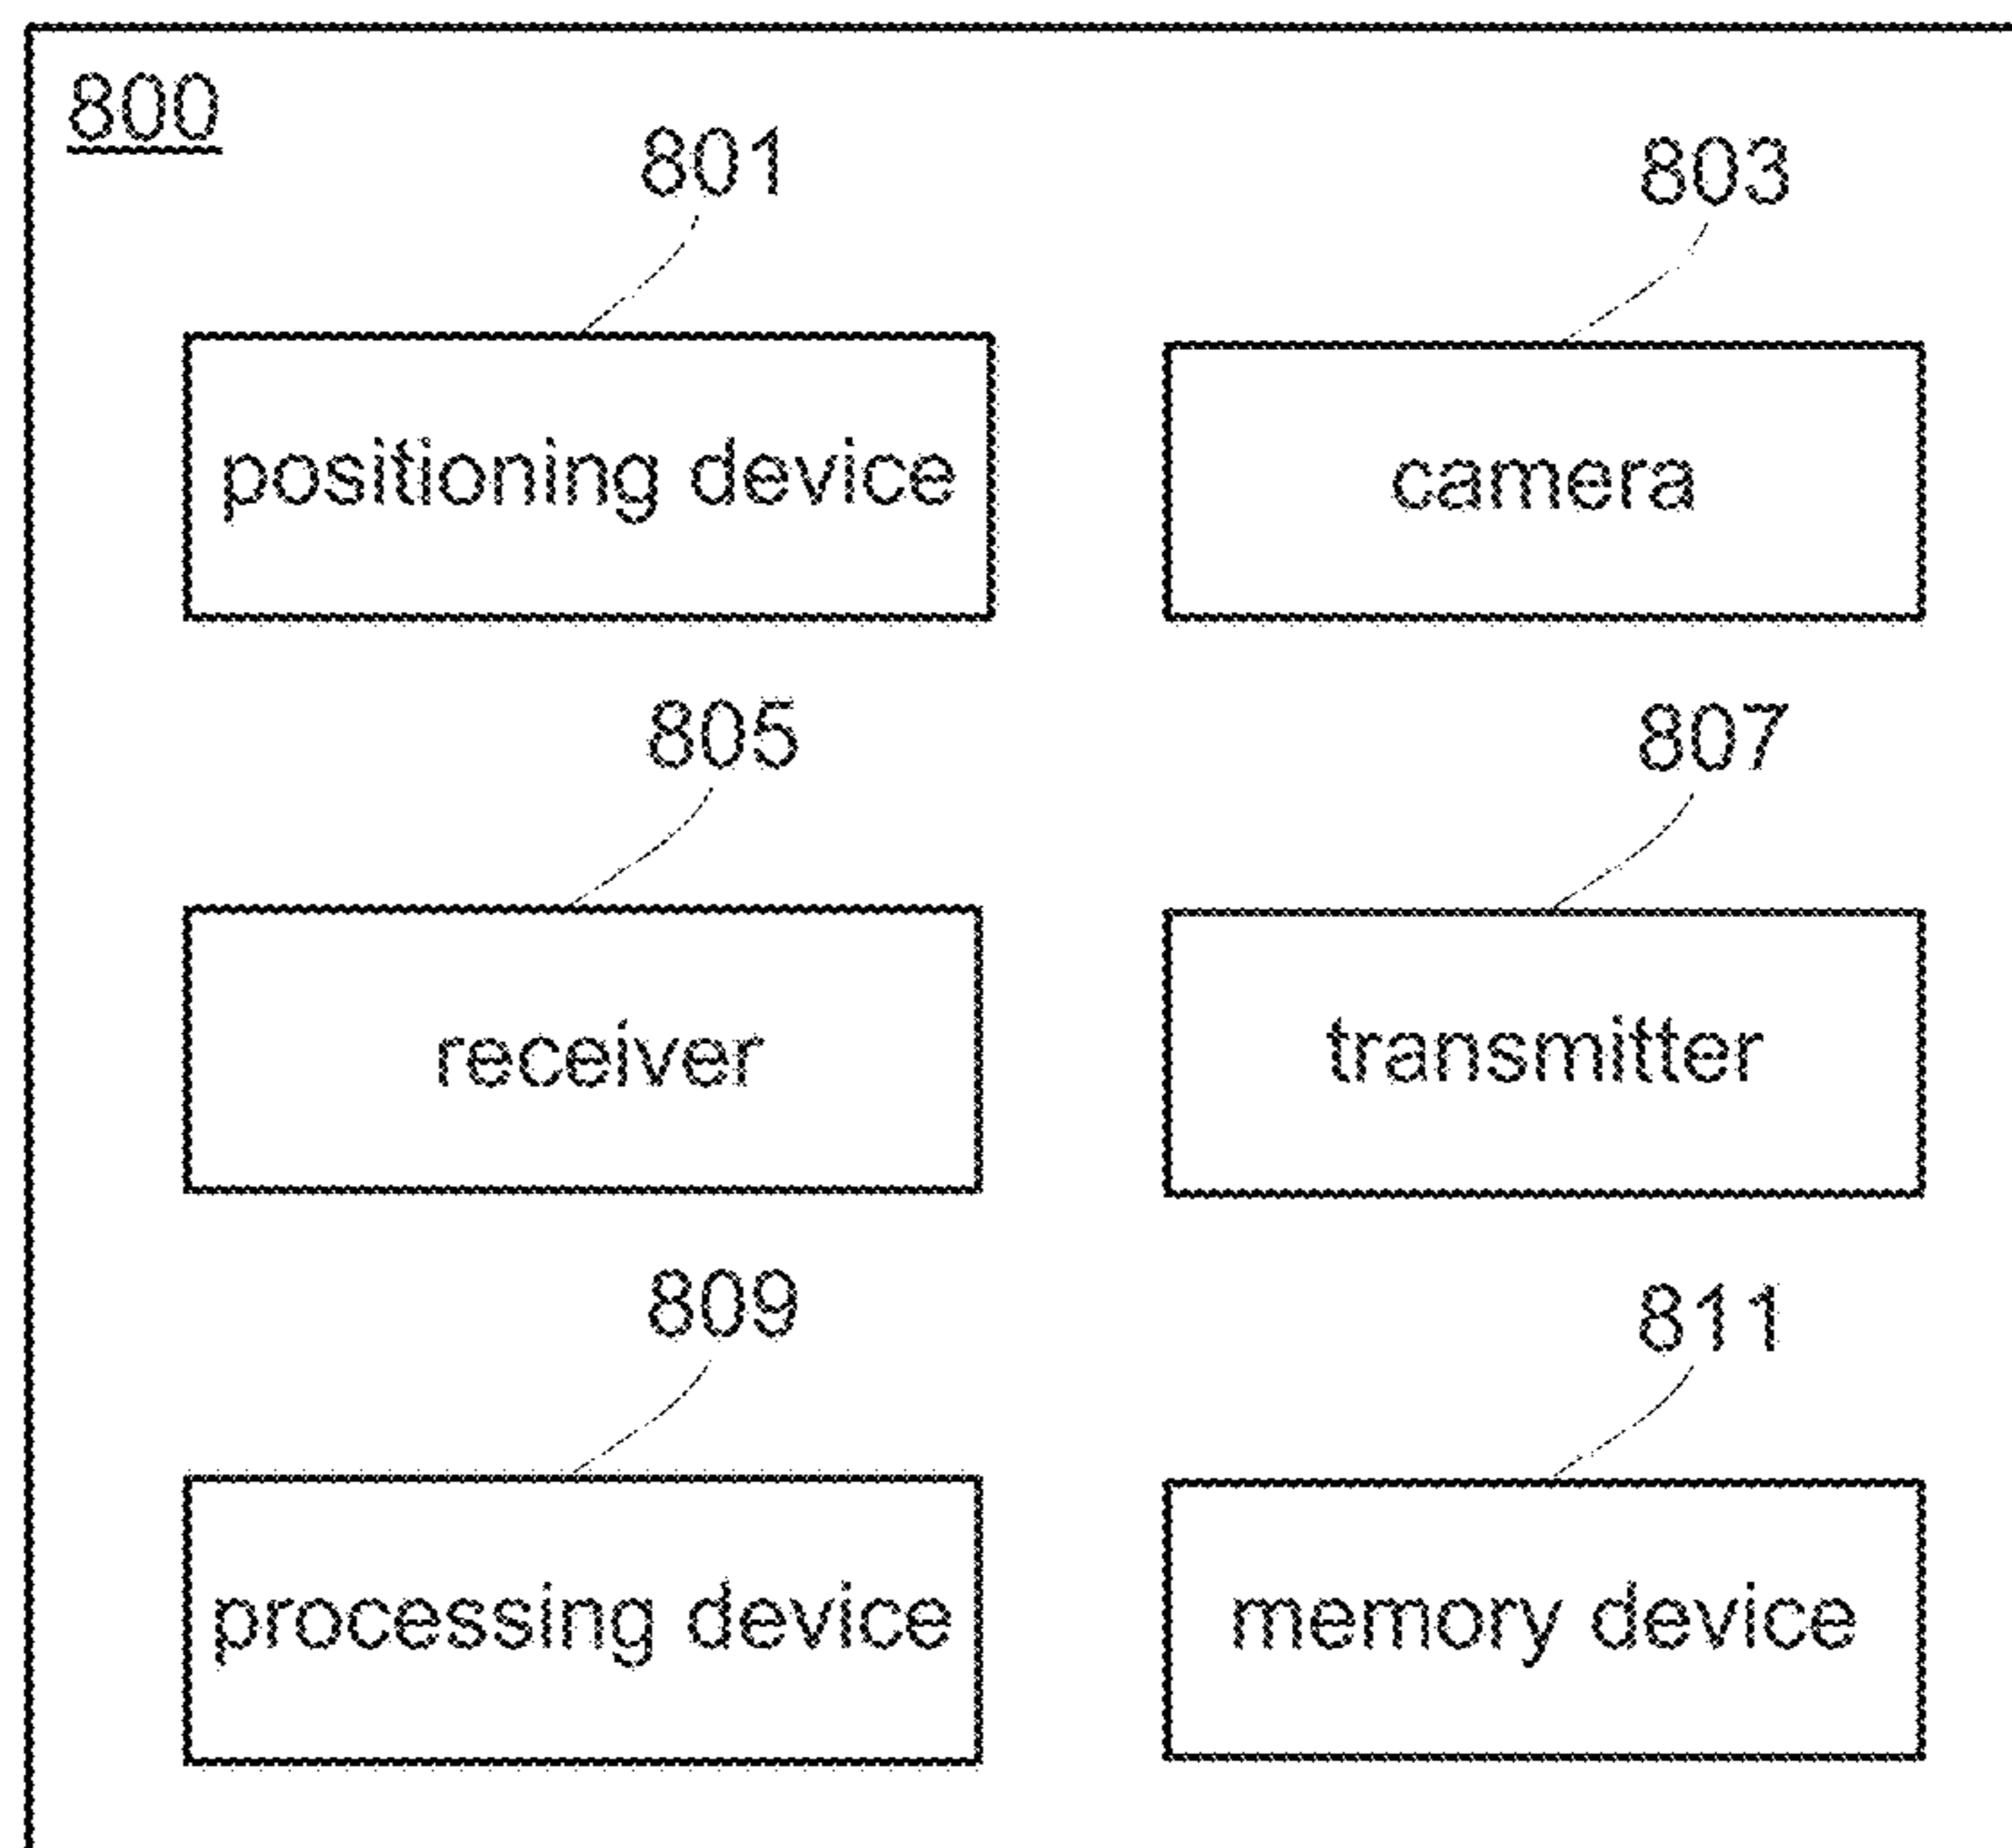 800
801
803
positioning device
camera
805
807
receiver
transmitter
809
811
processing device
memory device